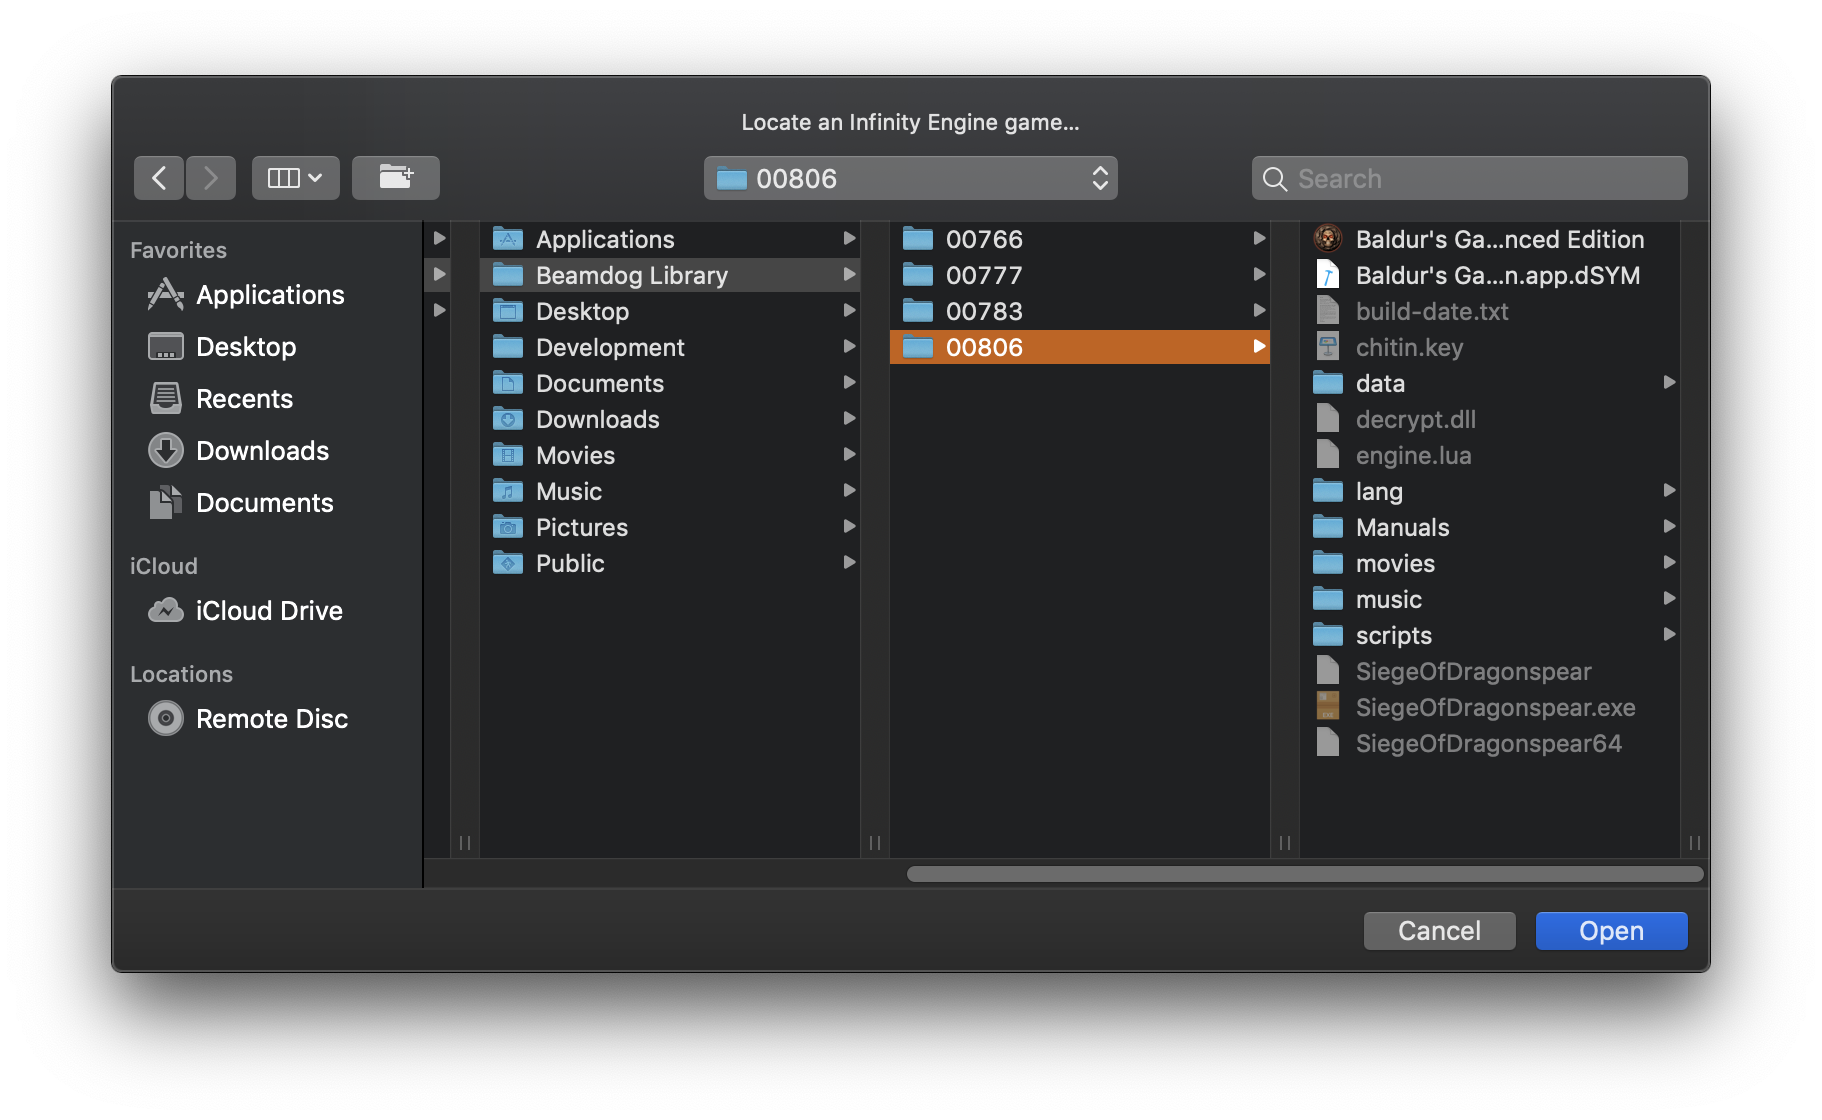 Locate an Infinity Engine game...
00806
Search
Favorites
Applications
Desktop
Recents
Downloads
Documents
iCloud
iCloud Drive
Locations
Remote Disc
Applications
Beamdog Library
Desktop
Development
Documents
Downloads
Movies
Music
Pictures
Public
00766
00777
00783
00806
Baldur's Ga...nced Edition
Baldur's Ga...n.app.dSYM
build-date.txt
chitin.key
data
decrypt.dll
engine.lua
lang
Manuals
movies
music
scripts
SiegeOfDragonspear
SiegeOfDragonspear.exe
SiegeOfDragonspear64
Cancel
Open